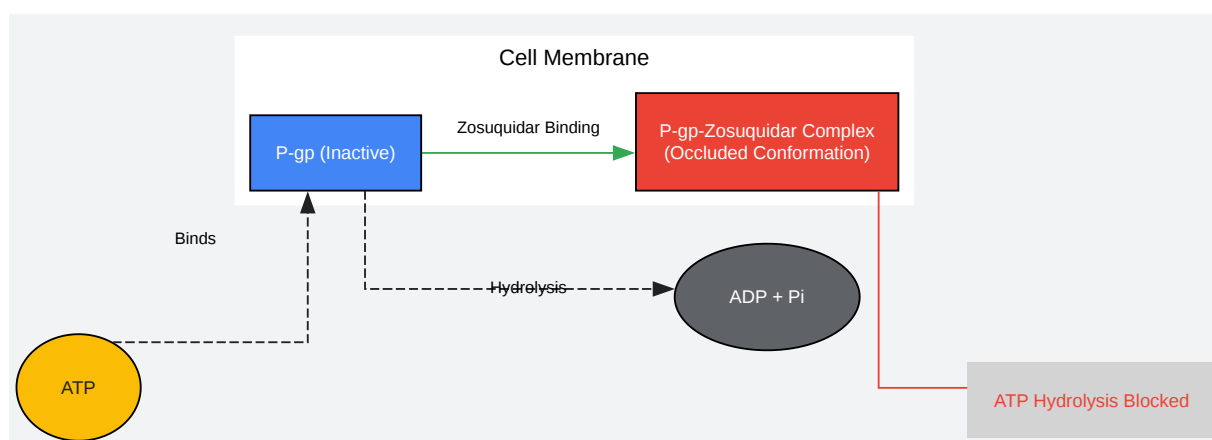 Cell Membrane
Zosuquidar Binding
P-gp (Inactive)
P-gp-Zosuquidar Complex
(Occluded Conformation)
Binds
Hydrolysis
ADP + Pi
ATP
ATP Hydrolysis Blocked